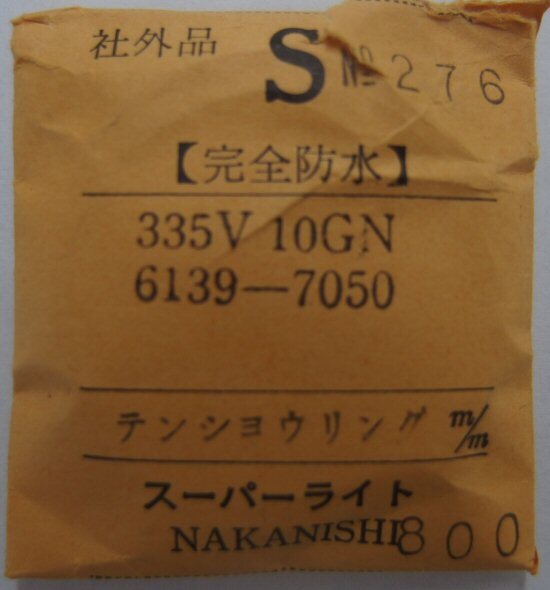 社外品 S № 276
【完全防水】
335V 10GN
6139—7050
テンシヨウリング m/m
スーパーライト
NAKANISHI 800